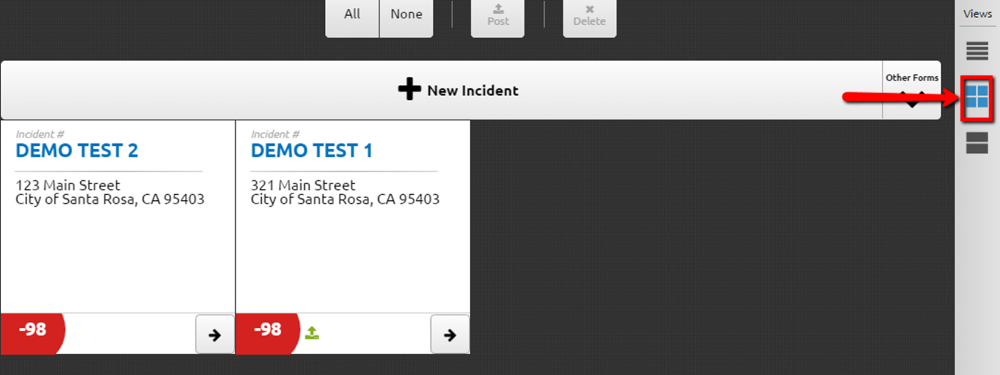 All
None
Post
Delete
Views
New Incident
Other Forms
Incident #
DEMO TEST 2
123 Main Street
City of Santa Rosa, CA 95403
-98
Incident #
DEMO TEST 1
321 Main Street
City of Santa Rosa, CA 95403
-98